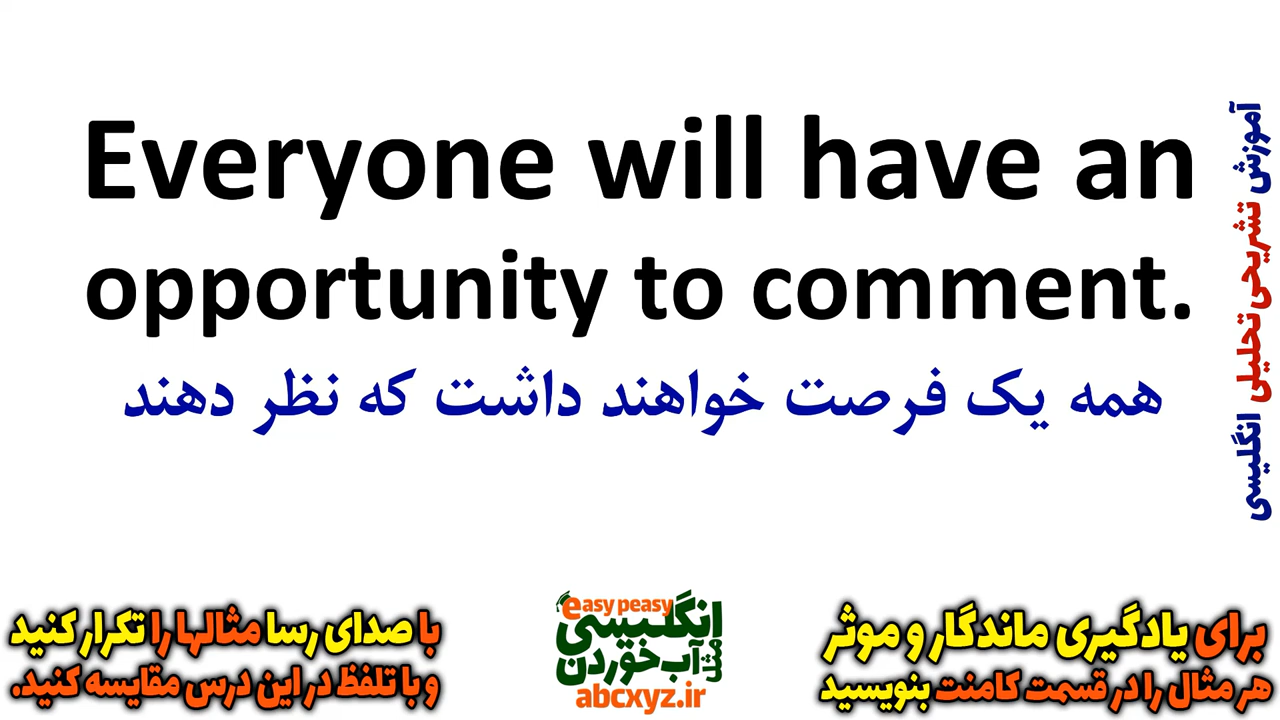 Everyone will have an
opportunity to comment.
همه یک فرصت خواهند داشت که نظر دهند
آموزش تشریحی تحلیلی انگلیسی
با صدای رسا مثالها را تکرار کنید
و با تلفظ در این درس مقایسه کنید.
easy peasy
انگلیسی
مثل آب خوردن
abcxyz.ir
برای یادگیری ماندگار و موثر
هر مثال را در قسمت کامنت بنویسید